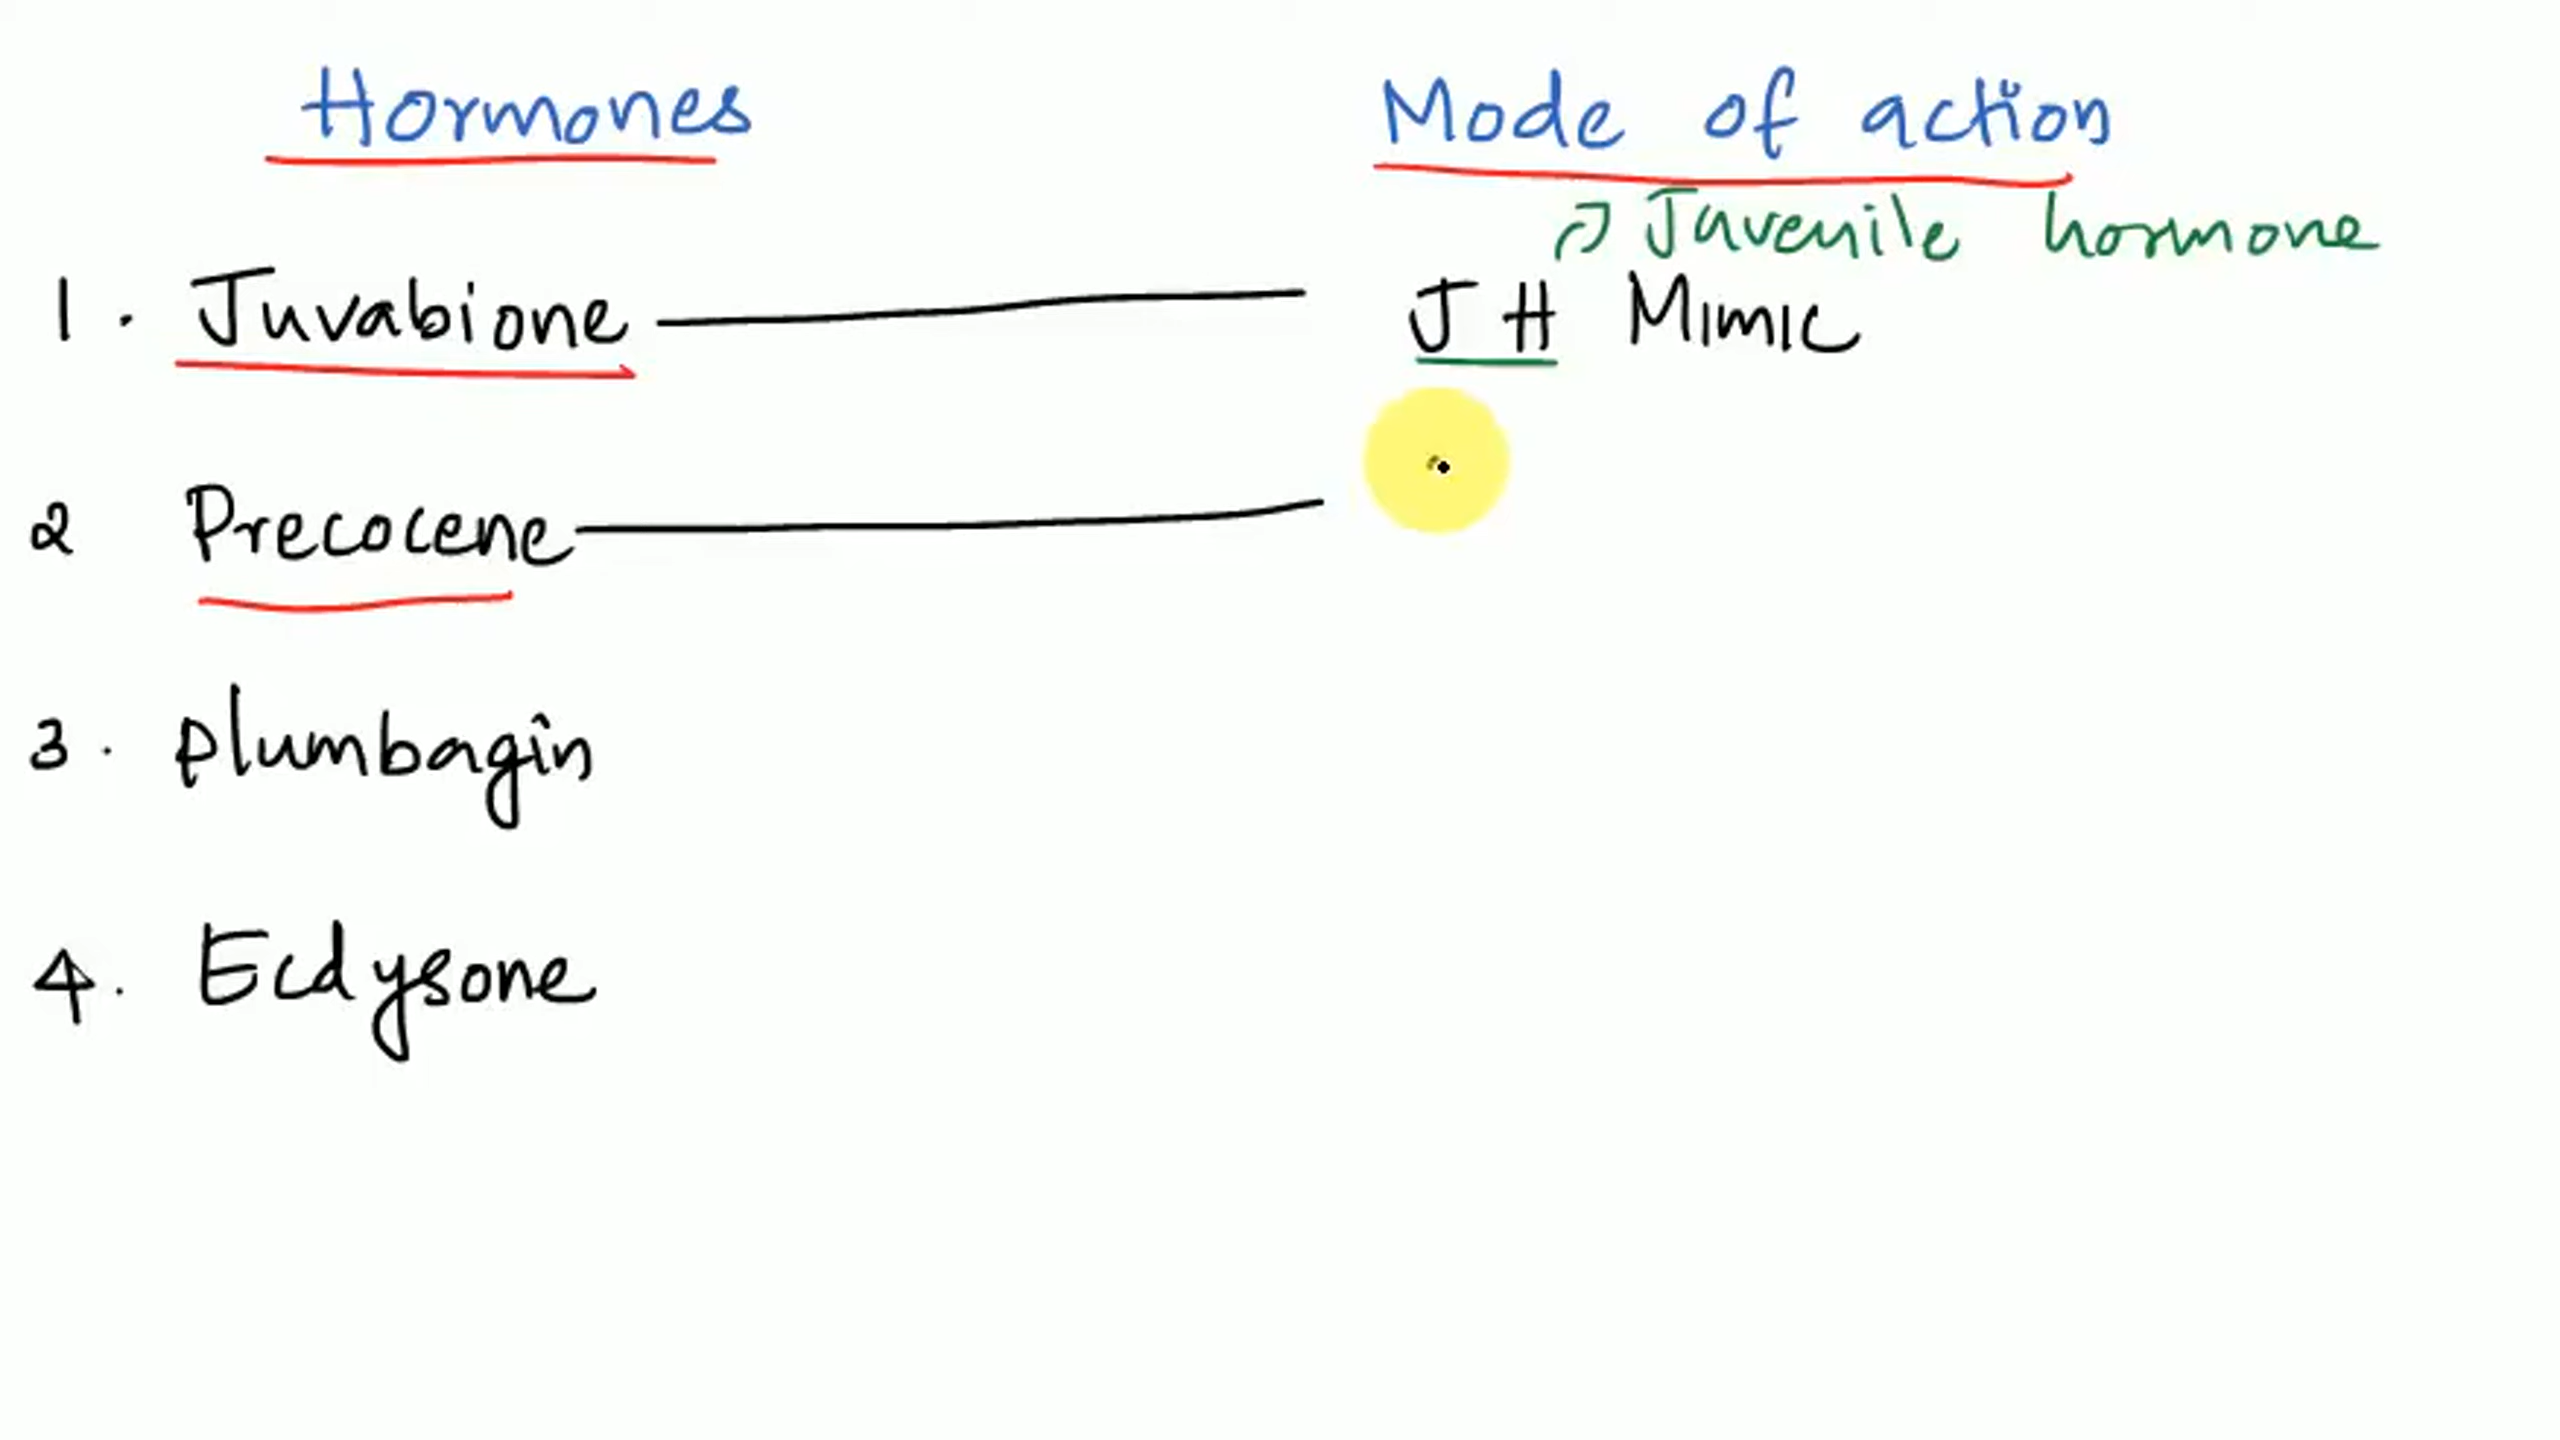 Hormones Mode of action
Juvenile hormone
1. Juvabione JH Mimic
2 Precocene
3. Plumbagin
4. Ecdysone